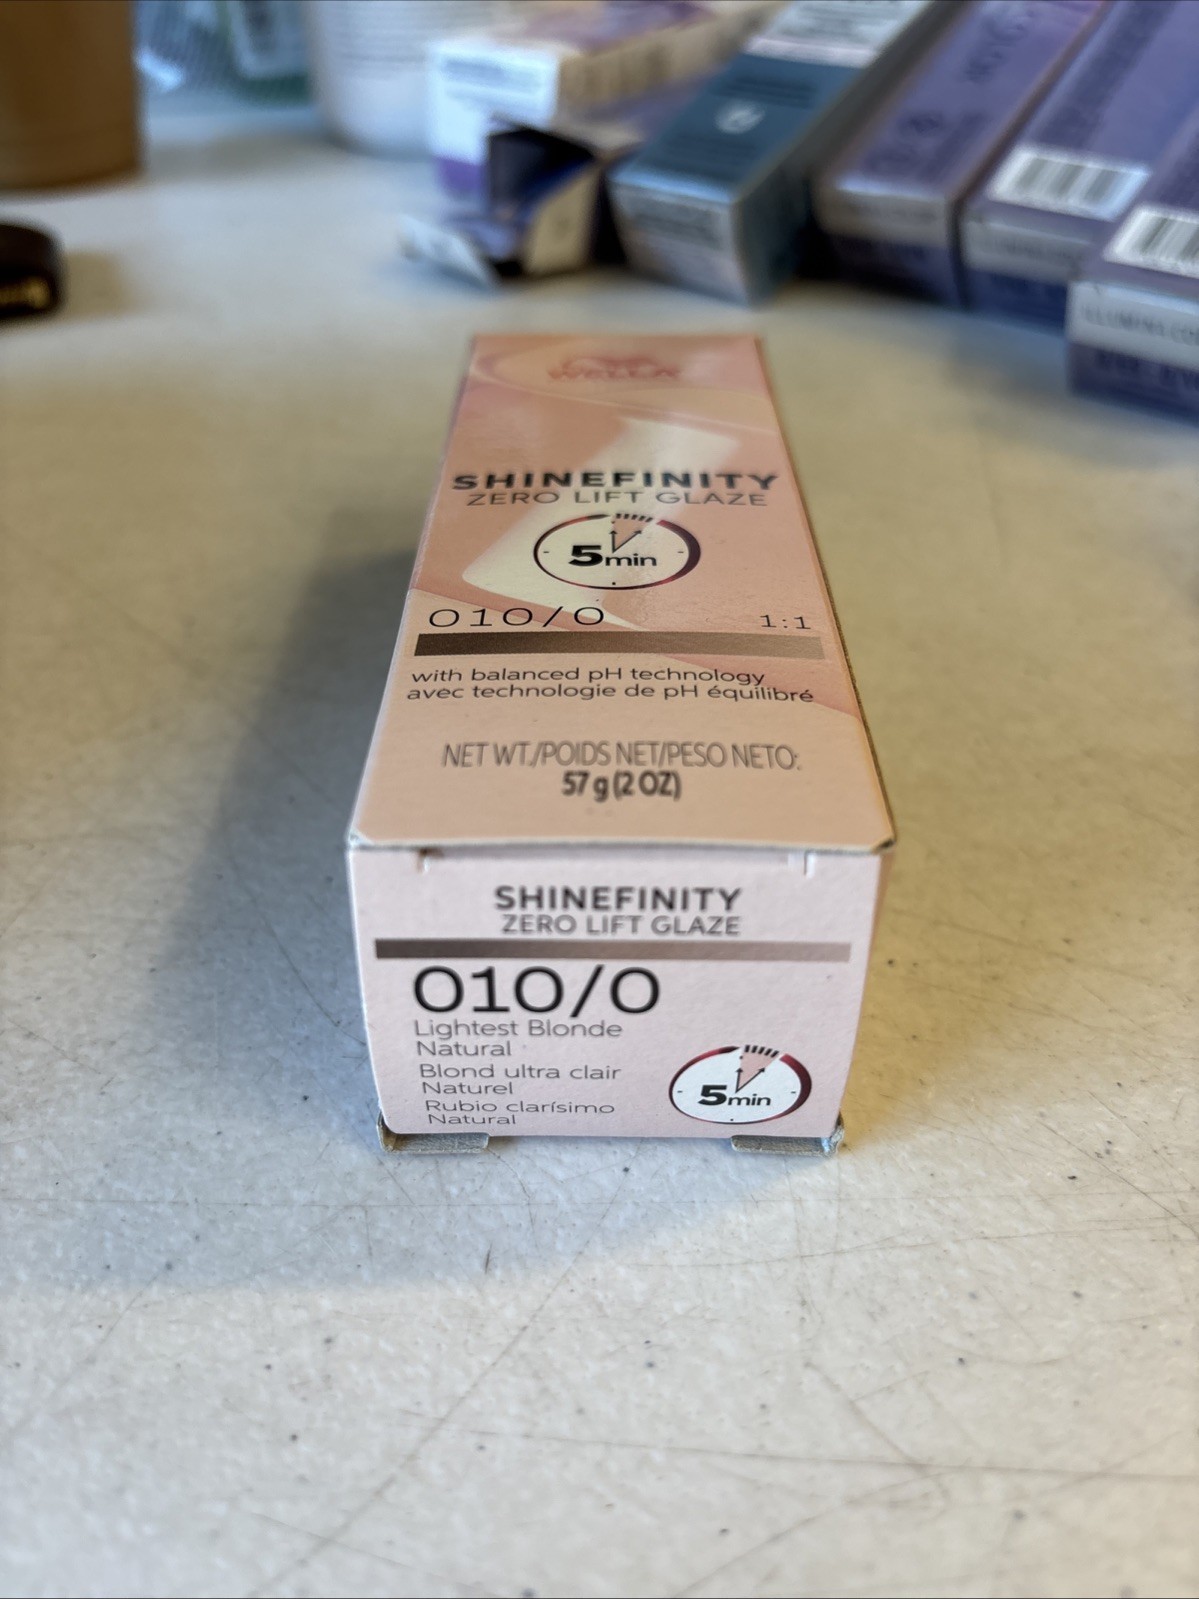 WELLA
SHINEFINITY
ZERO LIFT GLAZE
5min
010/0 1:1
with balanced pH technology
avec technologie de pH équilibré
NET WT./POIDS NET/PESO NETO:
57 g (2 OZ)
SHINEFINITY
ZERO LIFT GLAZE
010/0
Lightest Blonde
Natural
Blond ultra clair
Naturel
Rubio clarísimo
Natural
5min